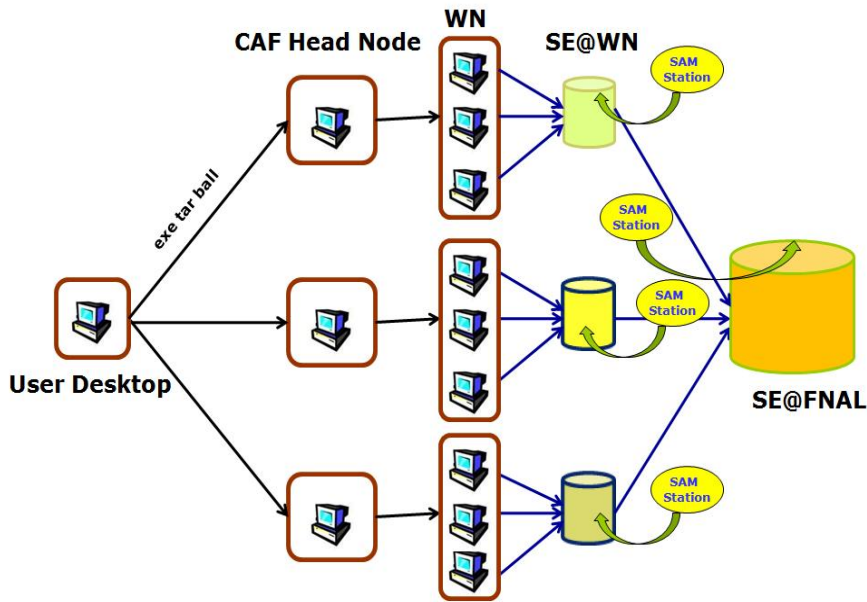 CAF Head Node
WN
SE@WN
SAM
Station
exe tar ball
SAM
Station
SAM
Station
User Desktop
SE@FNAL
SAM
Station